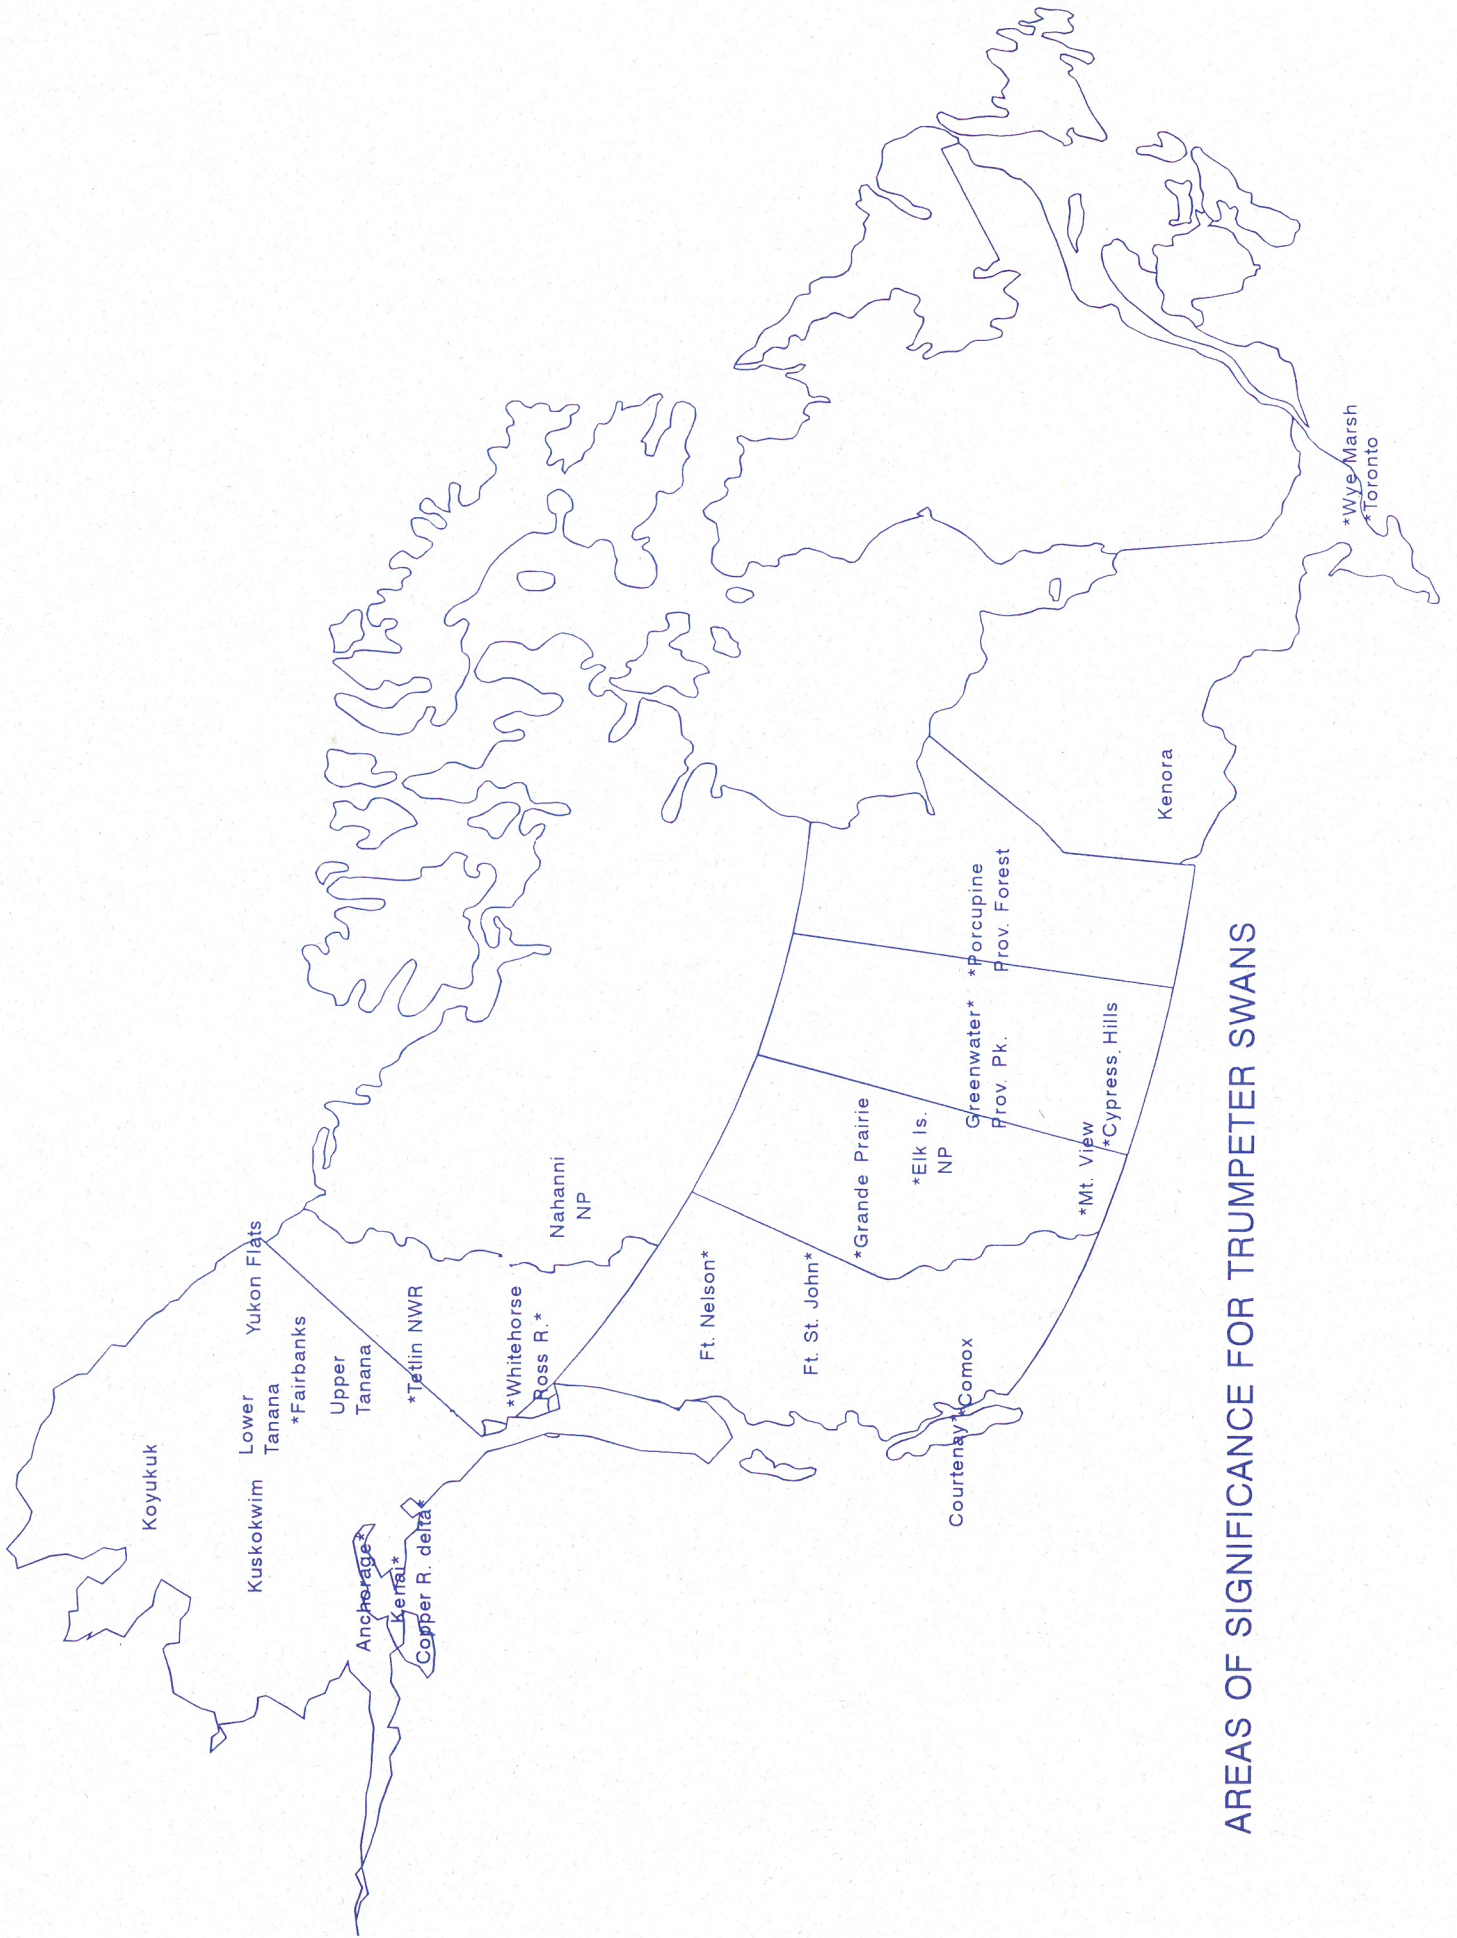 Koyukuk
Yukon Flats
Lower
Tanana
*Fairbanks
Kuskokwim
Upper
Tanana
*Tetlin NWR
Anchorage*
Kenai*
Copper R. delta*
*Whitehorse
Ross R.*
Nahanni
NP
Ft. Nelson*
Ft. St. John*
*Grande Prairie
*Elk Is.
NP
Greenwater*
Prov. Pk.
*Porcupine
Prov. Forest
Courtenay*
*Comox
*Mt. View
*Cypress Hills
Kenora
*Wye Marsh
*Toronto
AREAS OF SIGNIFICANCE FOR TRUMPETER SWANS